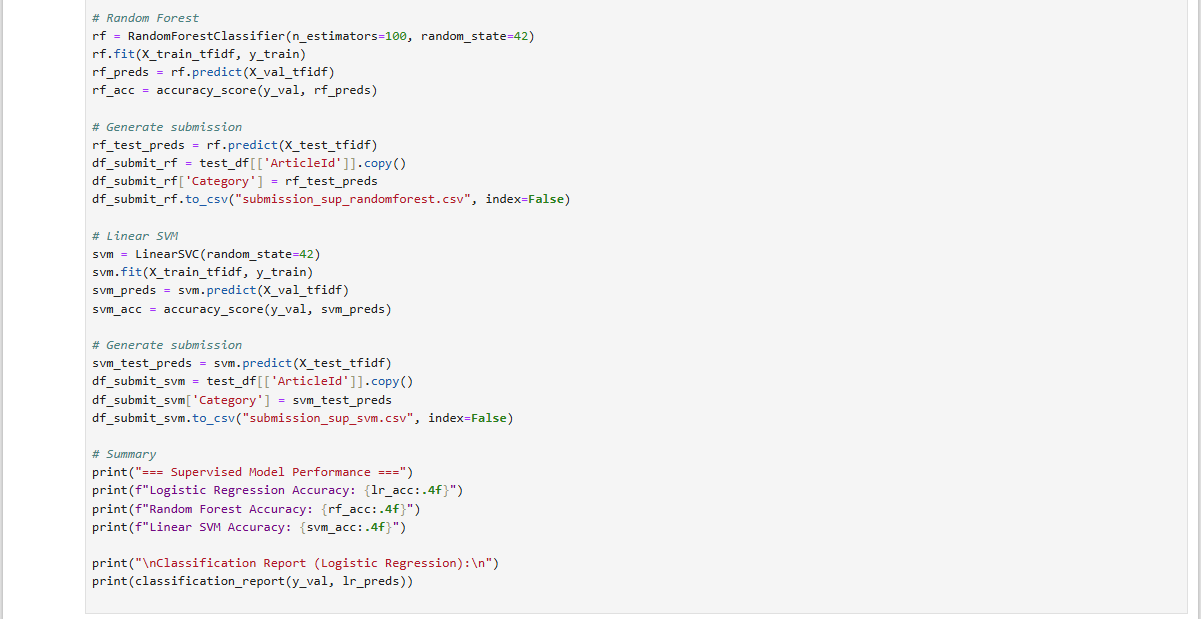 # Random Forest
rf = RandomForestClassifier(n_estimators=100, random_state=42)
rf.fit(X_train_tfidf, y_train)
rf_preds = rf.predict(X_val_tfidf)
rf_acc = accuracy_score(y_val, rf_preds)
# Generate submission
rf_test_preds = rf.predict(X_test_tfidf)
df_submit_rf = test_df[['ArticleId']].copy()
df_submit_rf['Category'] = rf_test_preds
df_submit_rf.to_csv("submission_sup_randomforest.csv", index=False)
# Linear SVM
svm = LinearSVC(random_state=42)
svm.fit(X_train_tfidf, y_train)
svm_preds = svm.predict(X_val_tfidf)
svm_acc = accuracy_score(y_val, svm_preds)
# Generate submission
svm_test_preds = svm.predict(X_test_tfidf)
df_submit_svm = test_df[['ArticleId']].copy()
df_submit_svm['Category'] = svm_test_preds
df_submit_svm.to_csv("submission_sup_svm.csv", index=False)
# Summary
print("=== Supervised Model Performance ===")
print(f"Logistic Regression Accuracy: {lr_acc:.4f}")
print(f"Random Forest Accuracy: {rf_acc:.4f}")
print(f"Linear SVM Accuracy: {svm_acc:.4f}")
print("\nClassification Report (Logistic Regression):\n")
print(classification_report(y_val, lr_preds))